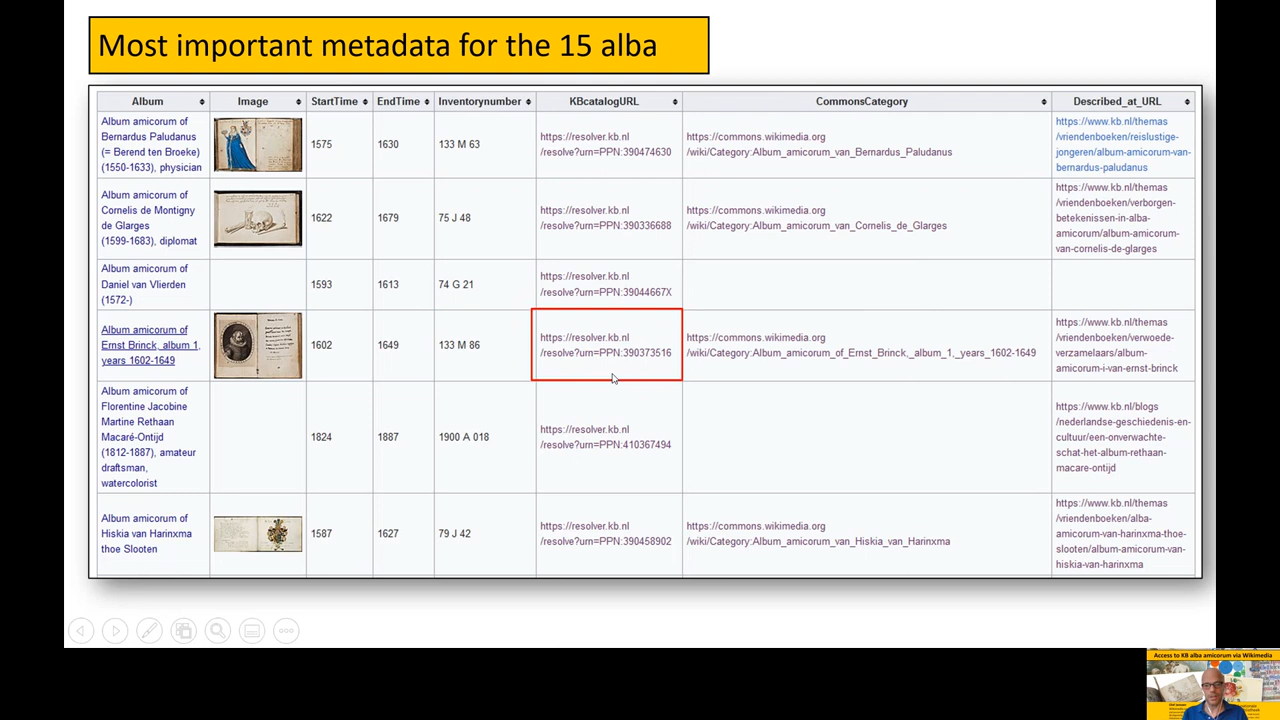 Most important metadata for the 15 alba
Album Image StartTime EndTime Inventorynumber KBcatalogURL CommonsCategory Described_at_URL
Album amicorum of
Bernardus Paludanus
(= Berend ten Broeke)
(1550-1633), physician
1575
1630
133 M 63
https://resolver.kb.nl
/resolve?urn=PPN:390474630
https://commons.wikimedia.org
/wiki/Category:Album_amicorum_van_Bernardus_Paludanus
https://www.kb.nl/themas
/vriendenboeken/reislustige-
jongeren/album-amicorum-van-
bernardus-paludanus
Album amicorum of
Cornelis de Montigny
de Glarges
(1599-1683), diplomat
1622
1679
75 J 48
https://resolver.kb.nl
/resolve?urn=PPN:390336688
https://commons.wikimedia.org
/wiki/Category:Album_amicorum_van_Cornelis_de_Glarges
https://www.kb.nl/themas
/vriendenboeken/verborgen-
betekenissen-in-alba-
amicorum/album-amicorum-
van-cornelis-de-glarges
Album amicorum of
Daniel van Vlierden
(1572-)
1593
1613
74 G 21
https://resolver.kb.nl
/resolve?urn=PPN:39044667X
Album amicorum of
Ernst Brinck, album 1,
years 1602-1649
1602
1649
133 M 86
https://resolver.kb.nl
/resolve?urn=PPN:390373516
https://commons.wikimedia.org
/wiki/Category:Album_amicorum_of_Ernst_Brinck,_album_1,_years_1602-1649
https://www.kb.nl/themas
/vriendenboeken/verwoede-
verzamelaars/album-
amicorum-i-van-ernst-brinck
Album amicorum of
Florentine Jacobine
Martine Rethaan
Macaré-Ontijd
(1812-1887), amateur
draftsman,
watercolorist
1824
1887
1900 A 018
https://resolver.kb.nl
/resolve?urn=PPN:410367494
https://www.kb.nl/blogs
/nederlandse-geschiedenis-en-
cultuur/een-onverwachte-
schat-het-album-rethaan-
macare-ontijd
Album amicorum of
Hiskia van Harinxma
thoe Slooten
1587
1627
79 J 42
https://resolver.kb.nl
/resolve?urn=PPN:390458902
https://commons.wikimedia.org
/wiki/Category:Album_amicorum_van_Hiskia_van_Harinxma
https://www.kb.nl/themas
/vriendenboeken/alba-
amicorum-van-harinxma-thoe-
slooten/album-amicorum-van-
hiskia-van-harinxma
Access to KB alba amicorum via Wikimedia